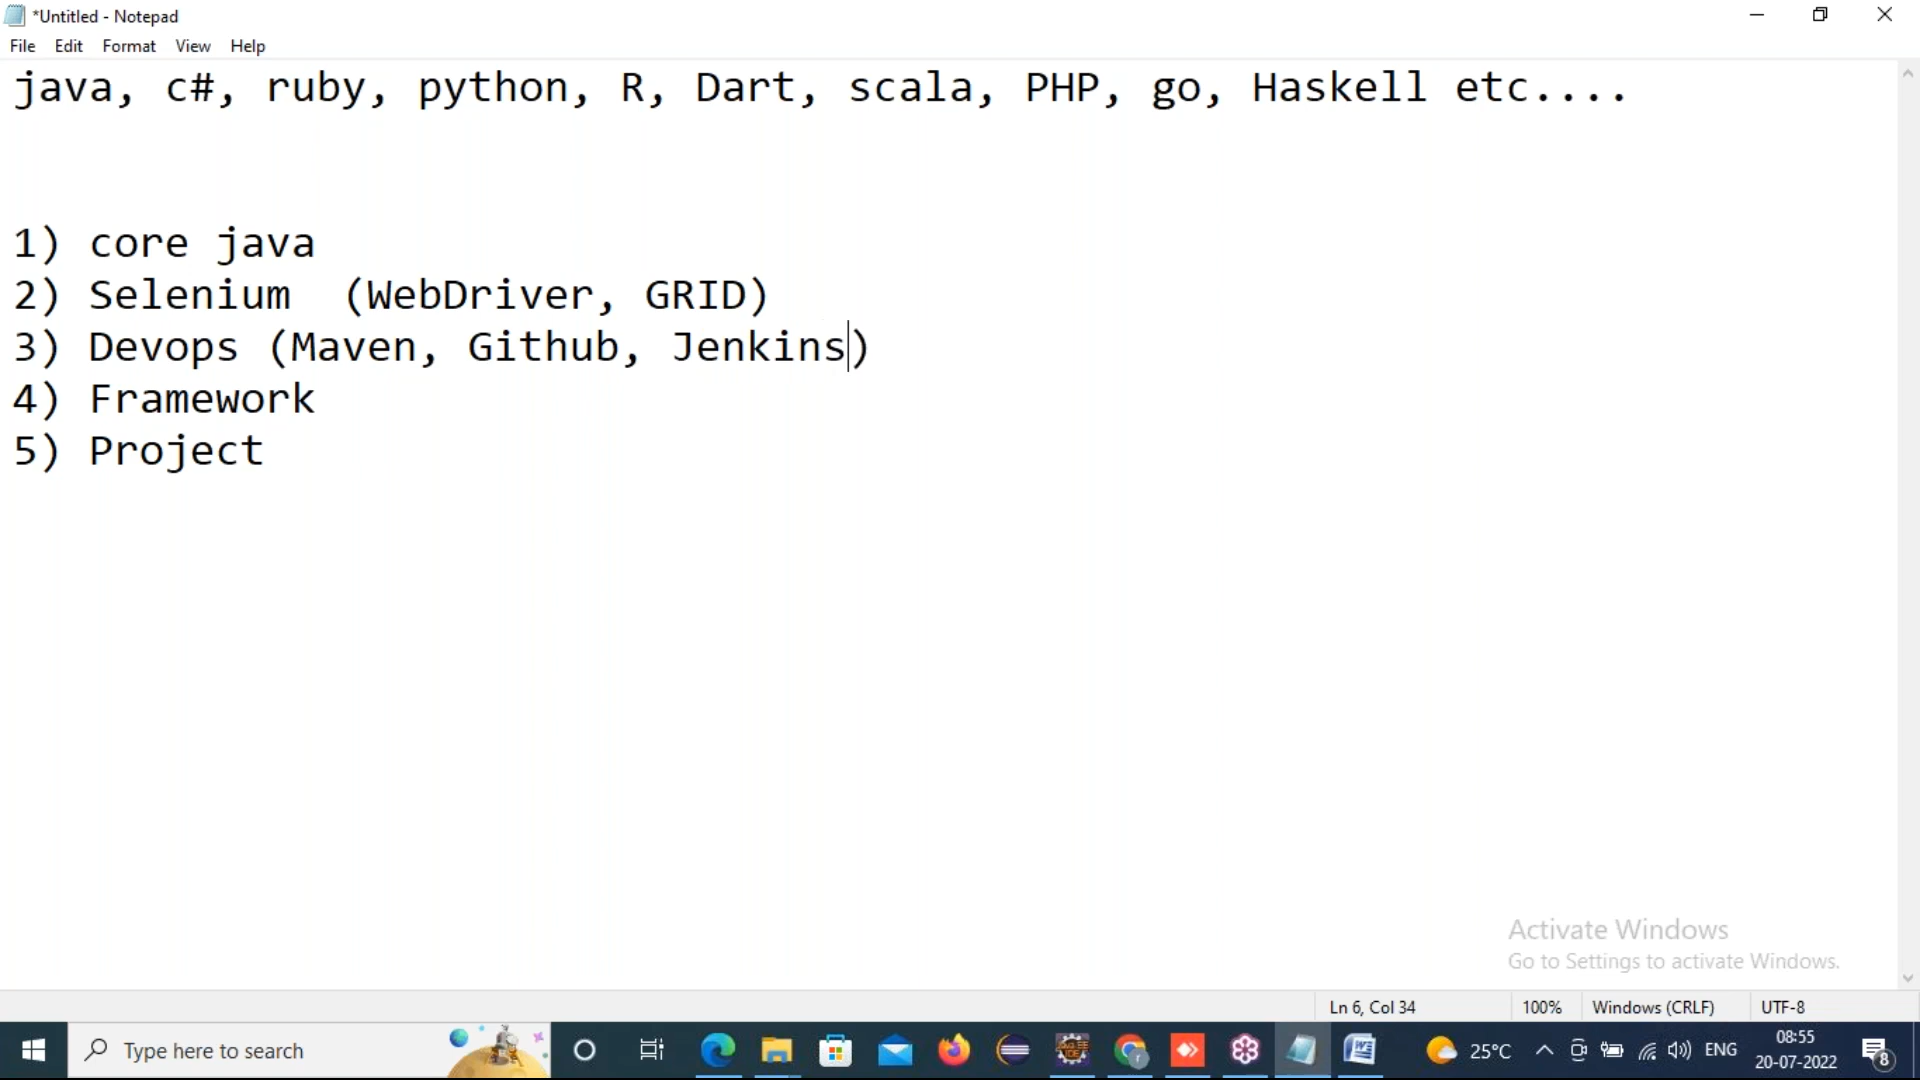 *Untitled - Notepad
File Edit Format View Help
java, c#, ruby, python, R, Dart, scala, PHP, go, Haskell etc....
1) core java
2) Selenium  (WebDriver, GRID)
3) Devops (Maven, Github, Jenkins)
4) Framework
5) Project
Activate Windows
Go to Settings to activate Windows.
Ln 6, Col 34 100% Windows (CRLF) UTF-8
Type here to search 25°C ENG 08:55
20-07-2022 8